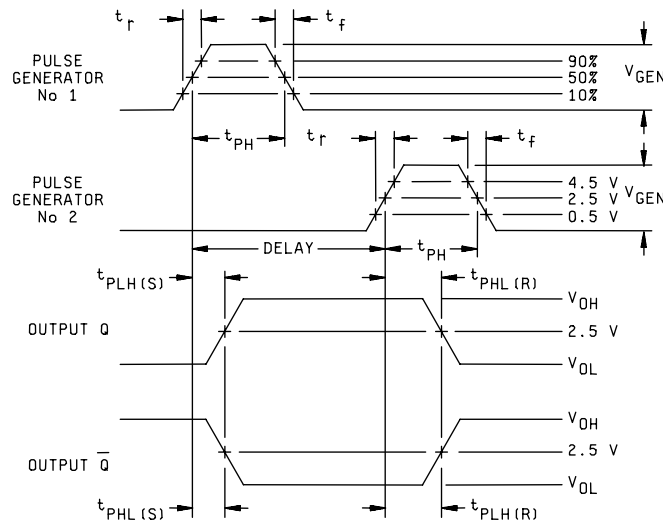 t_r t_f
PULSE GENERATOR No 1
90%
50%
10%
V_GEN
t_PH t_r t_f
PULSE GENERATOR No 2
4.5 V
2.5 V
0.5 V
V_GEN
DELAY t_PH
t_PLH(S) t_PHL(R)
V_OH
OUTPUT Q 2.5 V
V_OL
V_OH
OUTPUT Q̅ 2.5 V
V_OL
t_PHL(S) t_PLH(R)